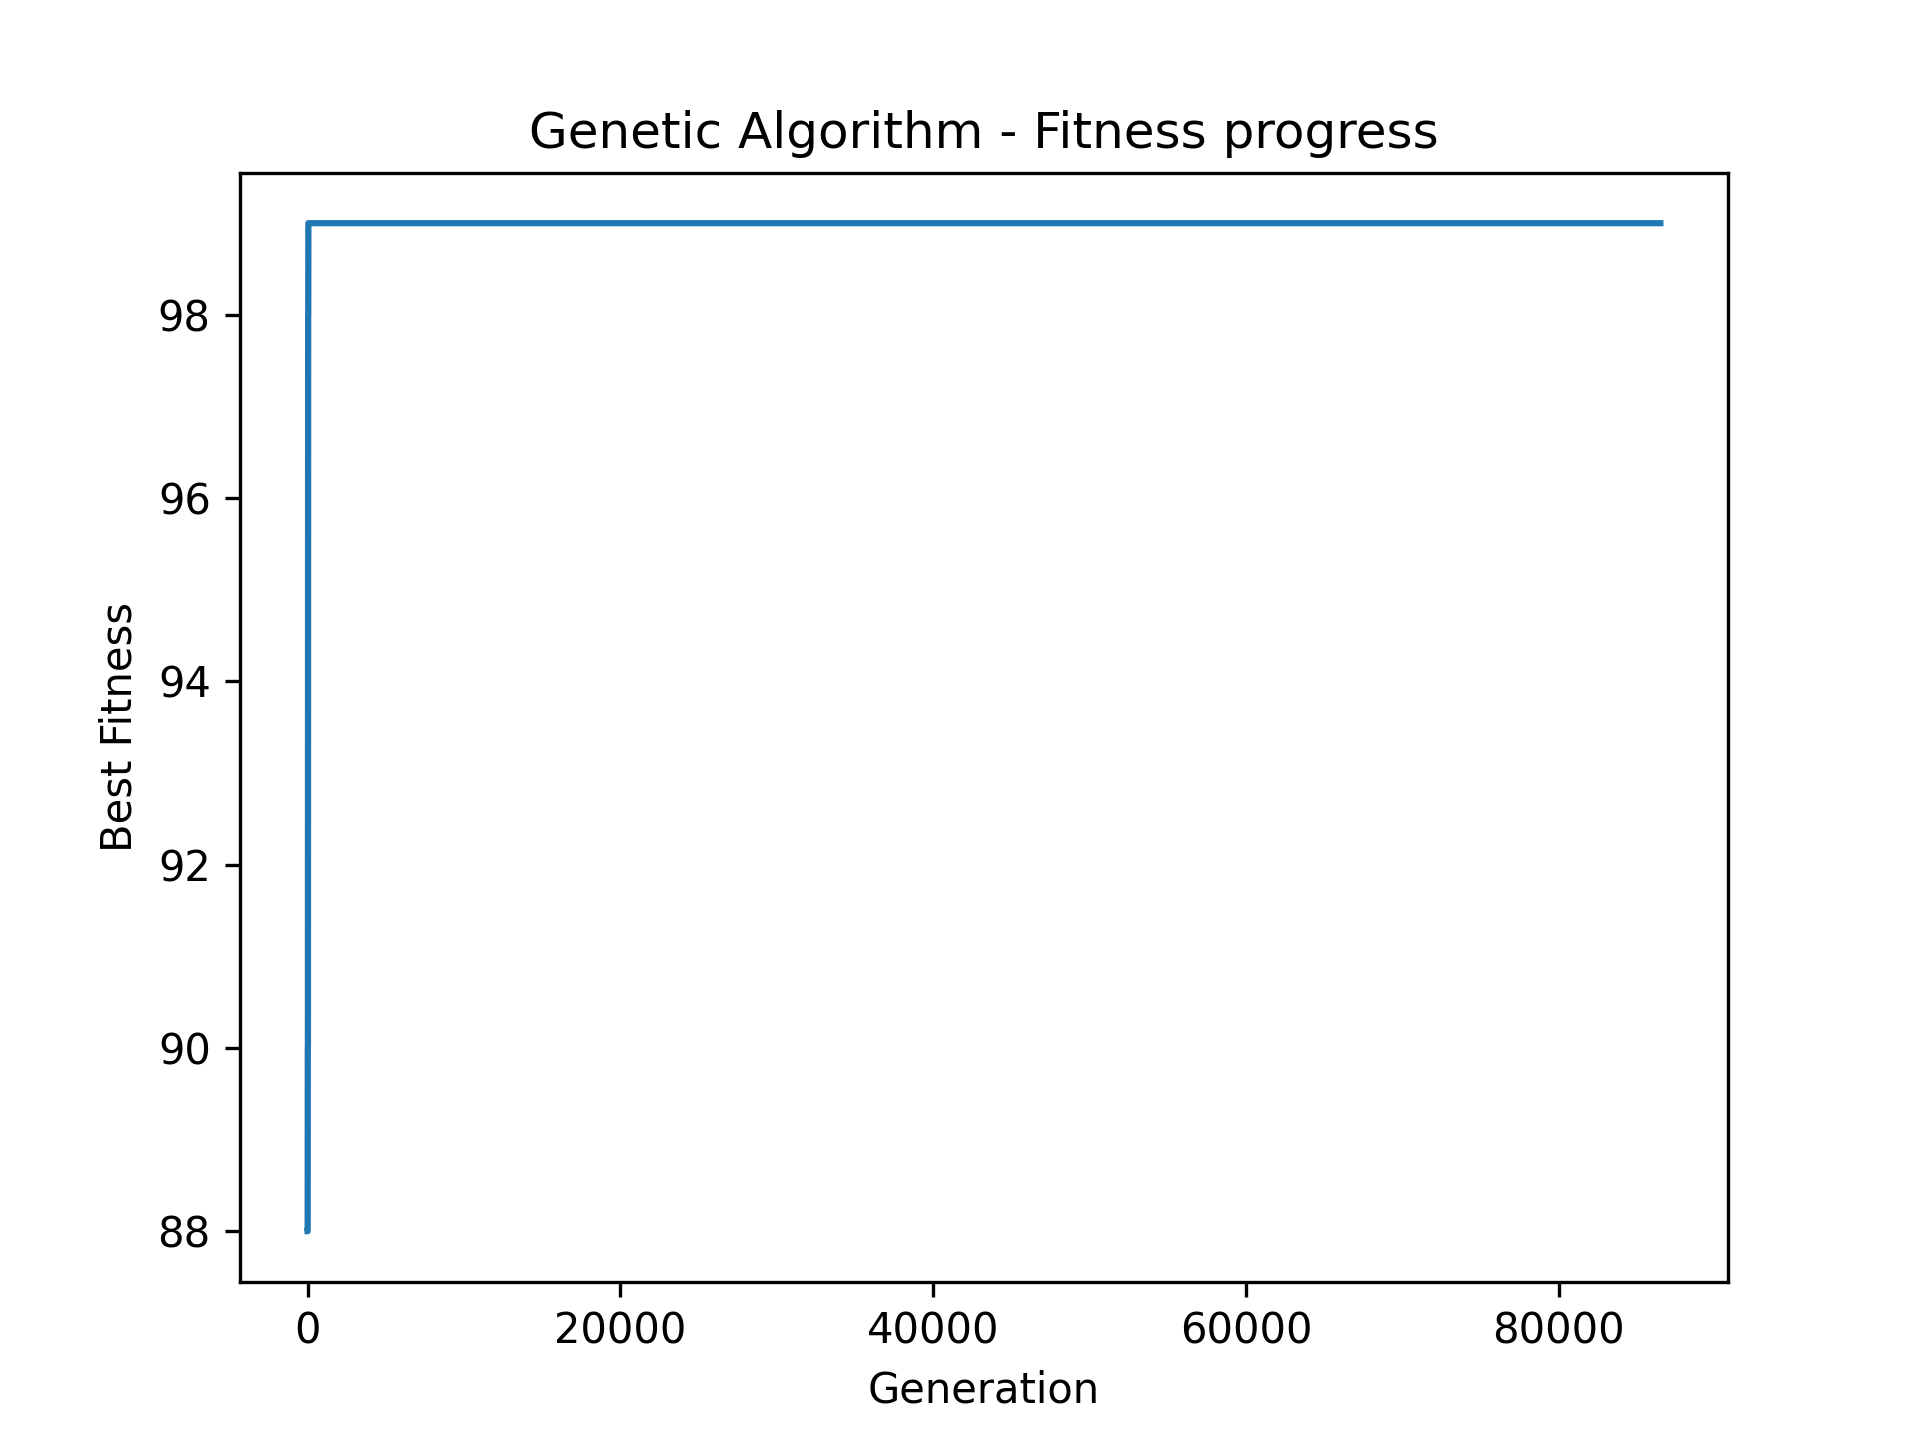 Genetic Algorithm - Fitness progress
98
96
94
92
90
88
Best Fitness
0 20000 40000 60000 80000
Generation